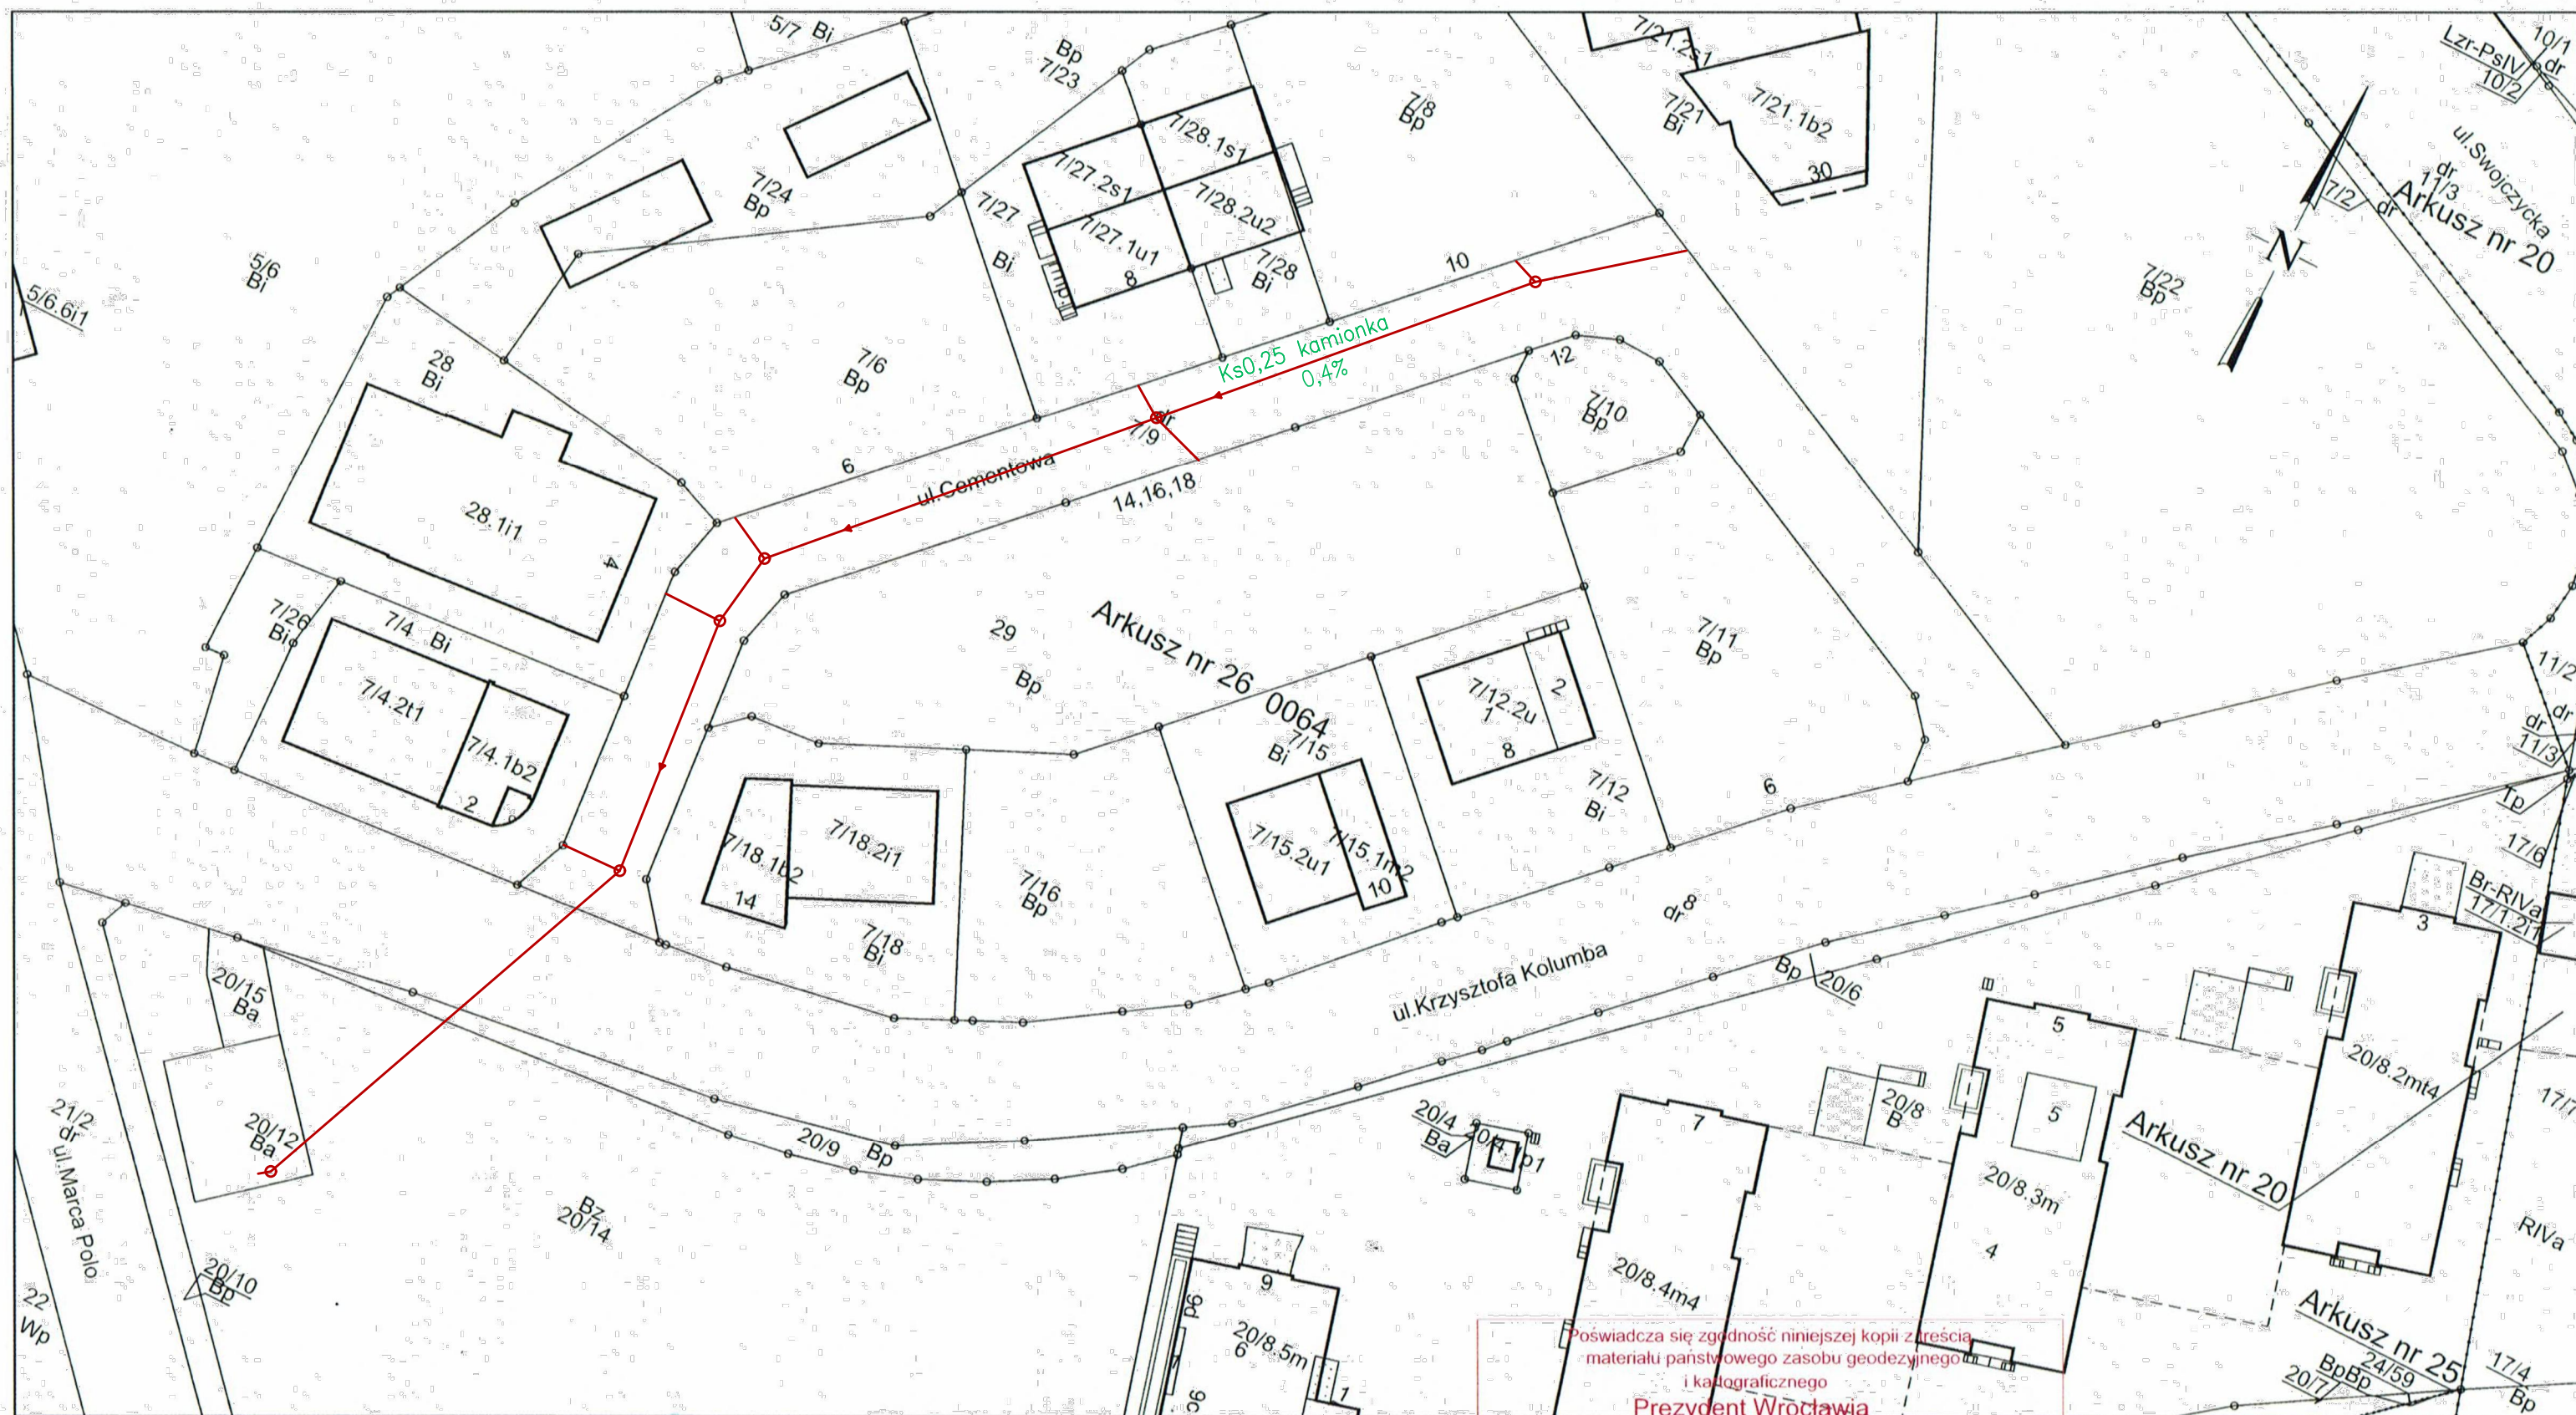 5/7 Bi
Bp
7/23
7/8
Bp
7/21.2s1
7/21
Bi
7/21.1b2
30
Lzr-PsIV
10/2
10/1
dr
ul.Swojczycka
dr
11/3
7/2
dr
Arkusz nr 20
N
7/22
Bp
7/28.1s1
7/27.2s1
7/28.2u2
7/27.1u1
8
mp.
7/28
Bi
7/27
Bi
7/24
Bp
5/6
Bi
5/6.6i1
28
Bi
7/6
Bp
10
Ks0,25 kamionka
0,4%
12
7/10
Bp
dr
7/9
6
ul.Cementowa
14,16,18
28.1i1
4
7/26
Bi
7/4 Bi
7/4.2t1
7/4.1b2
2
29
Bp
Arkusz nr 26
0064
7/15
Bi
7/12.2u
1
2
8
7/11
Bp
7/12
Bi
6
11/2
dr
dr
11/3
Tp
17/6
7/18.1b2
7/18.2i1
14
7/18
Bi
7/16
Bp
7/15.2u1
7/15.1m2
10
dr 8
ul.Krzysztofa Kolumba
Bp
20/6
Br-RIVa
17/1.2i1
3
5
5
20/8.2mt4
17/7
20/15
Ba
20/12
Ba
21/2
dr
ul.Marca Polo
20/9
Bp
Bz
20/14
20/10
Bp
22
Wp
20/4
Ba
7
20/8
B
20/8.3m
4
Arkusz nr 20
RIVa
20/8.4m4
9
9d
9c
20/8.5m
6
1
Arkusz nr 25
24/59
BpBp
20/7
17/4
Bp
Poświadcza się zgodność niniejszej kopii z treścią
materiału państwowego zasobu geodezyjnego
i kartograficznego
Prezydent Wrocławia